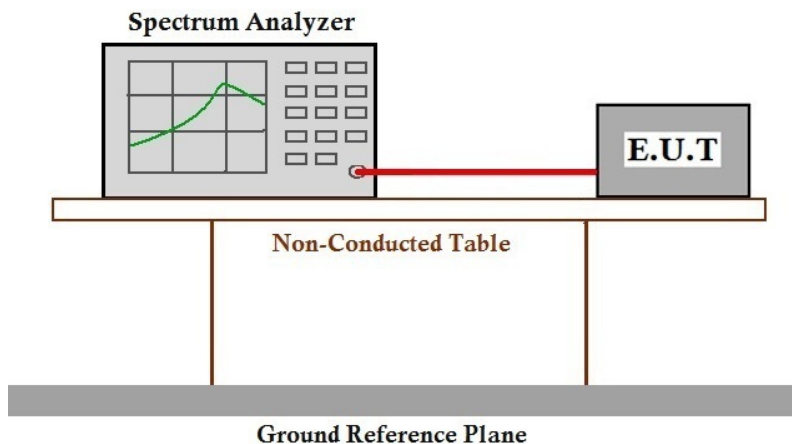 Spectrum Analyzer
E.U.T
Non-Conducted Table
Ground Reference Plane